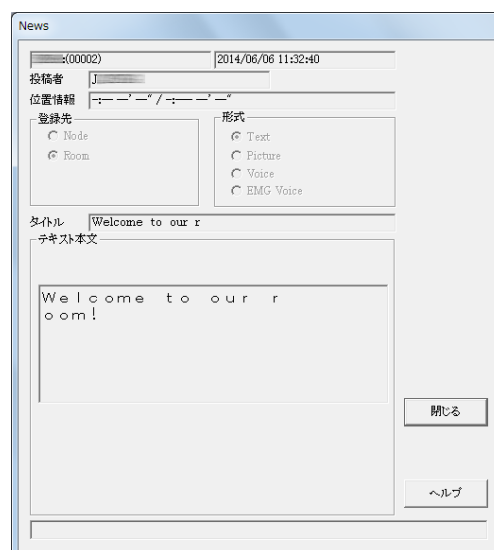 News
:(00002) 2014/06/06 11:32:40
投稿者 J
位置情報 -:-- --' --" / -:--- --' --"
登録先
Node
Room
形式
Text
Picture
Voice
EMG Voice
タイトル Welcome to our r
テキスト本文
Ｗｅｌｃｏｍｅ　ｔｏ　ｏｕｒ　ｒ
ｏｏｍ！
閉じる
ヘルプ